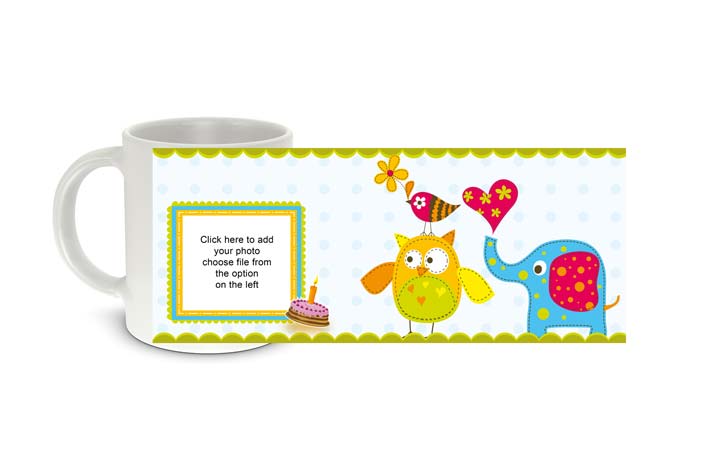 Click here to add
your photo
choose file from
the option
on the left